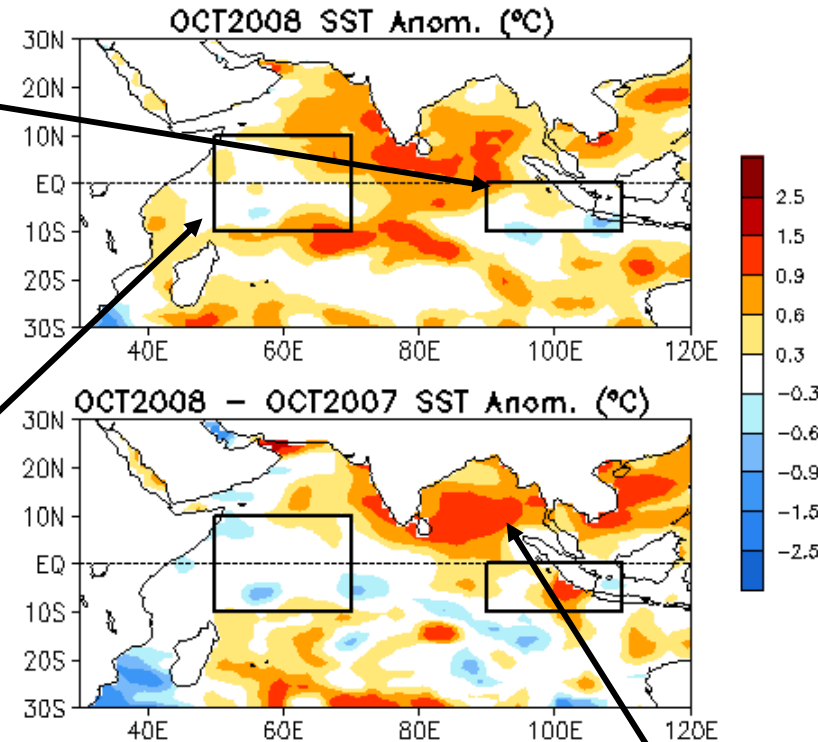 OCT2008 SST Anom. (ºC)
30N
20N
10N
EQ
10S
20S
30S
40E 60E 80E 100E 120E
OCT2008 – OCT2007 SST Anom. (ºC)
30N
20N
10N
EQ
10S
20S
30S
40E 60E 80E 100E 120E
2.5
1.5
0.9
0.6
0.3
−0.3
−0.6
−0.9
−1.5
−2.5